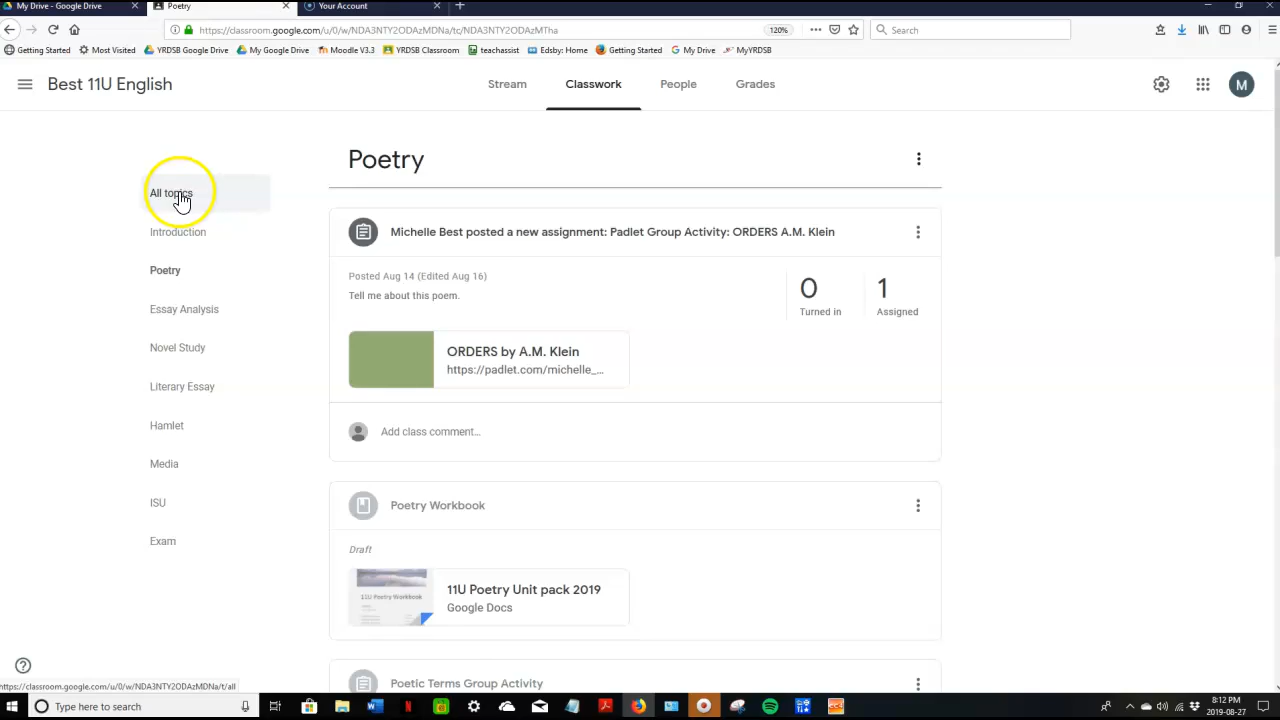 My Drive - Google Drive
Poetry
Your Account
https://classroom.google.com/u/0/w/NDA3NTY2ODAzMDNa/tc/NDA3NTY2ODAzMTha
120%
Search
Getting Started
Most Visited
YRDSB Google Drive
My Google Drive
Moodle V3.3
YRDSB Classroom
teachassist
Edsby: Home
Getting Started
My Drive
MyYRDSB
Best 11U English
Stream
Classwork
People
Grades
M
All topics
Introduction
Poetry
Essay Analysis
Novel Study
Literary Essay
Hamlet
Media
ISU
Exam
Poetry
Michelle Best posted a new assignment: Padlet Group Activity: ORDERS A.M. Klein
Posted Aug 14 (Edited Aug 16)
Tell me about this poem.
0
Turned in
1
Assigned
ORDERS by A.M. Klein
https://padlet.com/michelle_...
Add class comment...
Poetry Workbook
Draft
11U Poetry Workbook
11U Poetry Unit pack 2019
Google Docs
Poetic Terms Group Activity
https://classroom.google.com/u/0/w/NDA3NTY2ODAzMDNa/t/all
Type here to search
8:12 PM
2019-08-27